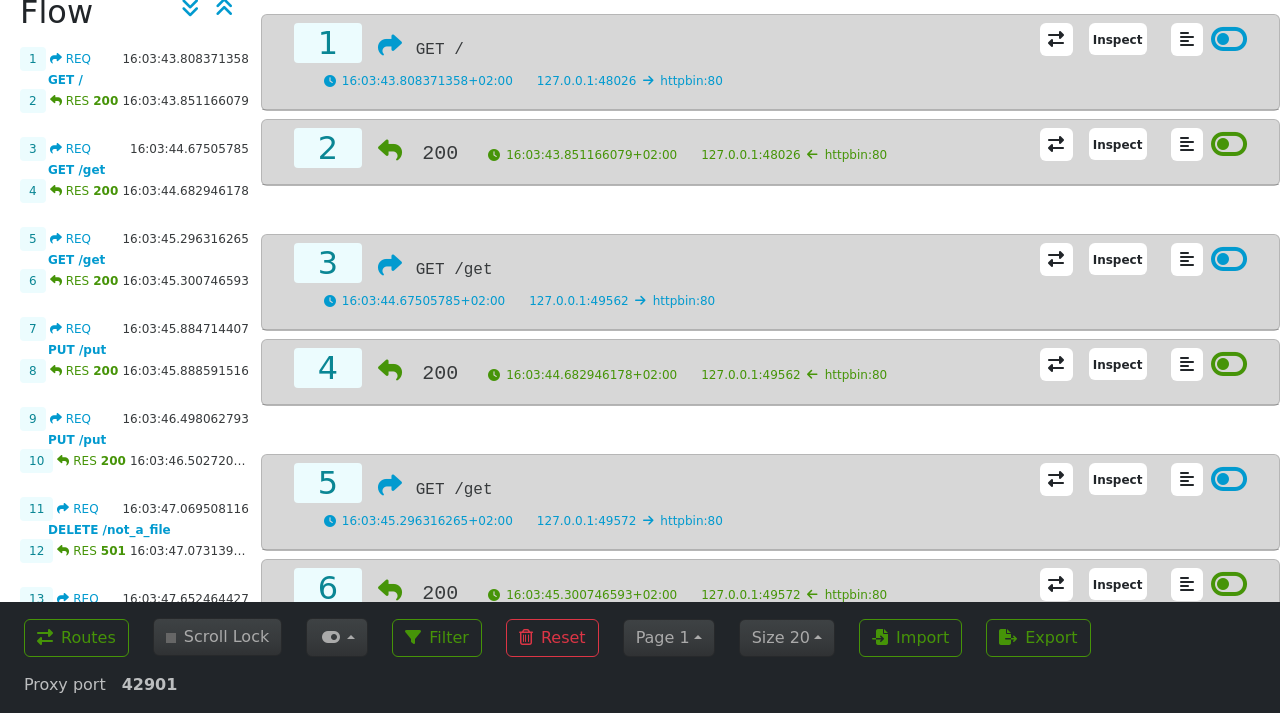 Flow
1 REQ 16:03:43.808371358
GET /
2 RES 200 16:03:43.851166079
3 REQ 16:03:44.67505785
GET /get
4 RES 200 16:03:44.682946178
5 REQ 16:03:45.296316265
GET /get
6 RES 200 16:03:45.300746593
7 REQ 16:03:45.884714407
PUT /put
8 RES 200 16:03:45.888591516
9 REQ 16:03:46.498062793
PUT /put
10 RES 200 16:03:46.502720...
11 REQ 16:03:47.069508116
DELETE /not_a_file
12 RES 501 16:03:47.073139...
13 REQ 16:03:47.652464427
1 GET / Inspect
16:03:43.808371358+02:00 127.0.0.1:48026 → httpbin:80
2 200 16:03:43.851166079+02:00 127.0.0.1:48026 ← httpbin:80 Inspect
3 GET /get Inspect
16:03:44.67505785+02:00 127.0.0.1:49562 → httpbin:80
4 200 16:03:44.682946178+02:00 127.0.0.1:49562 ← httpbin:80 Inspect
5 GET /get Inspect
16:03:45.296316265+02:00 127.0.0.1:49572 → httpbin:80
6 200 16:03:45.300746593+02:00 127.0.0.1:49572 ← httpbin:80 Inspect
Routes Scroll Lock Filter Reset Page 1 Size 20 Import Export
Proxy port 42901